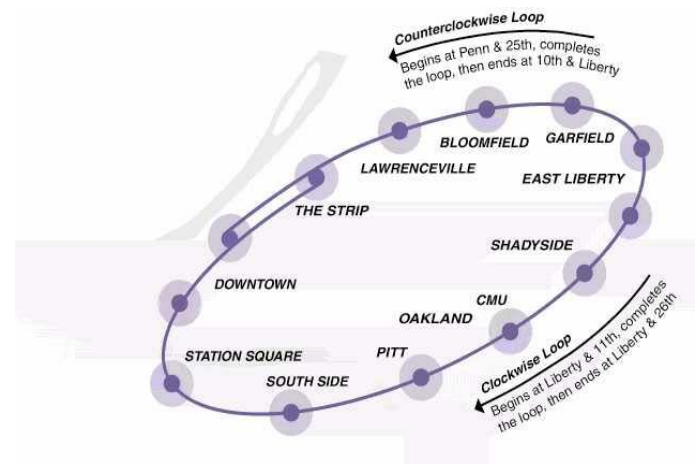 Counterclockwise Loop
Begins at Penn & 25th, completes
the loop, then ends at 10th & Liberty
GARFIELD
BLOOMFIELD
LAWRENCEVILLE
EAST LIBERTY
THE STRIP
SHADYSIDE
DOWNTOWN
CMU
OAKLAND
PITT
STATION SQUARE
SOUTH SIDE
Clockwise Loop
Begins at Liberty & 11th, completes
the loop, then ends at Liberty & 26th